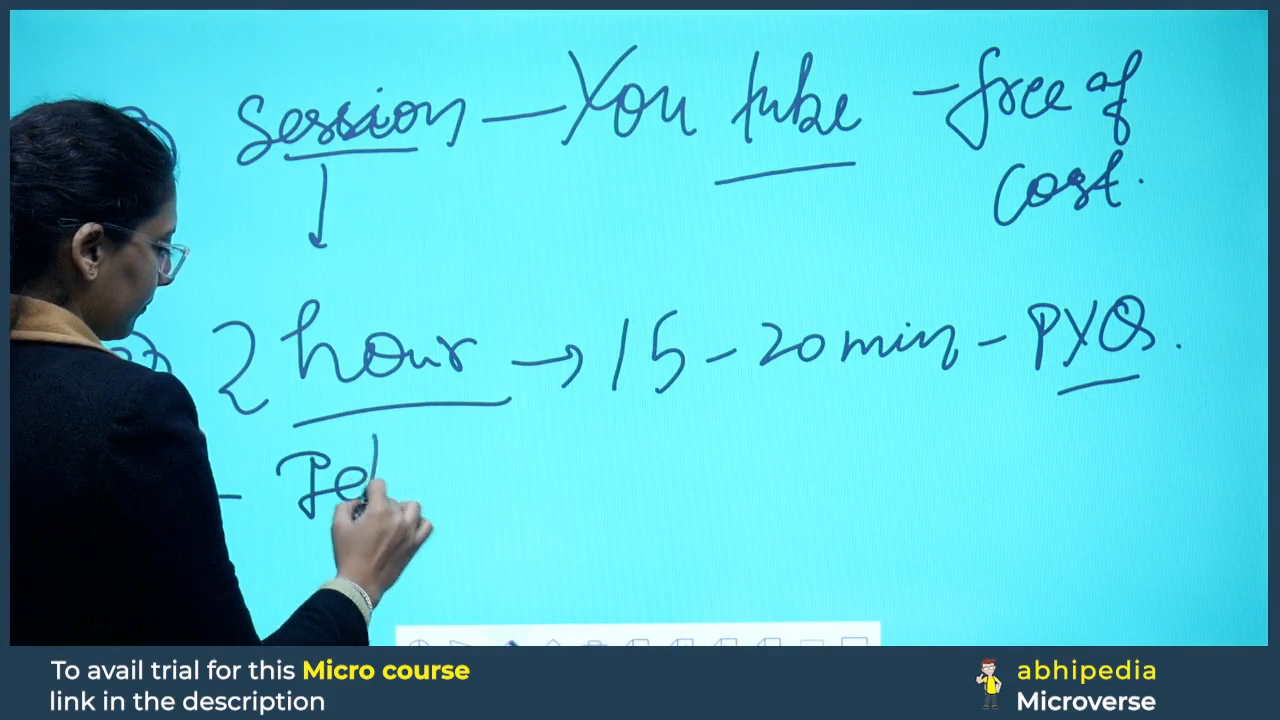 Session – You tube – free of
cost.
2 hour → 15 – 20 min – PYQs.
To avail trial for this Micro course
link in the description
abhipedia
Microverse